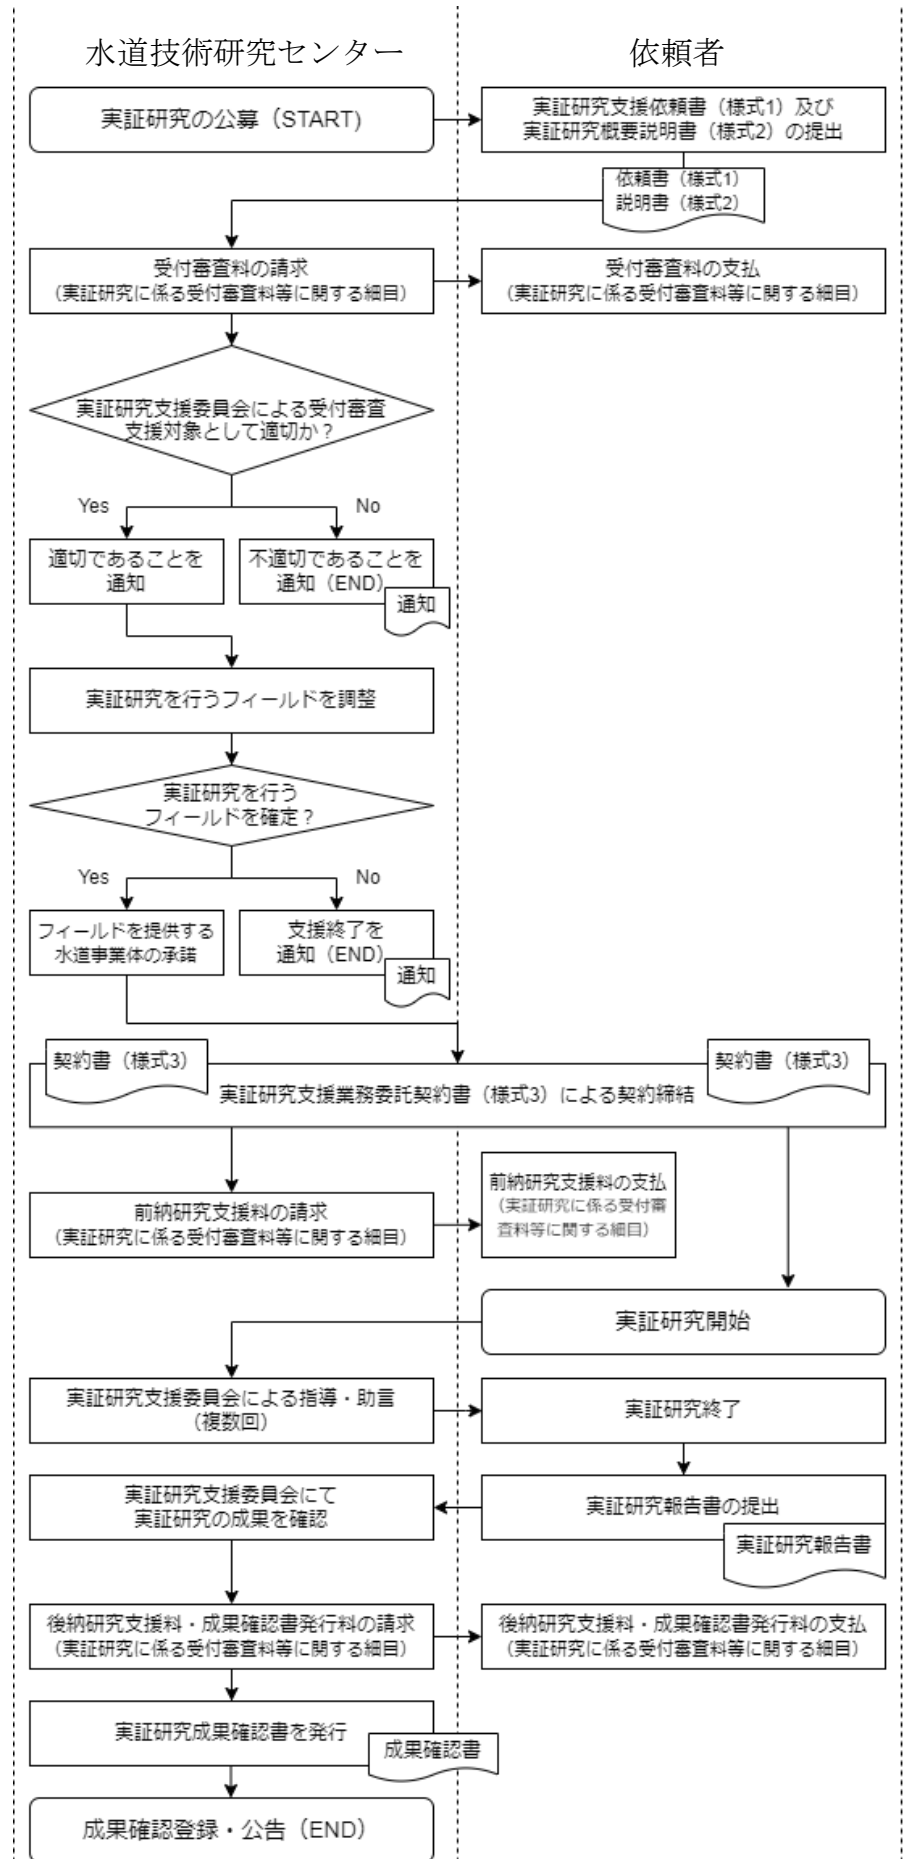 水道技術研究センター
依頼者
実証研究の公募（START)
実証研究支援依頼書（様式1）及び
実証研究概要説明書（様式2）の提出
依頼書（様式1）
説明書（様式2）
受付審査料の請求
（実証研究に係る受付審査料等に関する細目）
受付審査料の支払
（実証研究に係る受付審査料等に関する細目）
実証研究支援委員会による受付審査
支援対象として適切か？
Yes
No
適切であることを
通知
不適切であることを
通知（END）
通知
実証研究を行うフィールドを調整
実証研究を行う
フィールドを確定？
Yes
No
フィールドを提供する
水道事業体の承諾
支援終了を
通知（END）
通知
契約書（様式3）
契約書（様式3）
実証研究支援業務委託契約書（様式3）による契約締結
前納研究支援料の請求
（実証研究に係る受付審査料等に関する細目）
前納研究支援料の支払
（実証研究に係る受付審
査料等に関する細目）
実証研究開始
実証研究支援委員会による指導・助言
（複数回）
実証研究終了
実証研究支援委員会にて
実証研究の成果を確認
実証研究報告書の提出
実証研究報告書
後納研究支援料・成果確認書発行料の請求
（実証研究に係る受付審査料等に関する細目）
後納研究支援料・成果確認書発行料の支払
（実証研究に係る受付審査料等に関する細目）
実証研究成果確認書を発行
成果確認書
成果確認登録・公告（END）